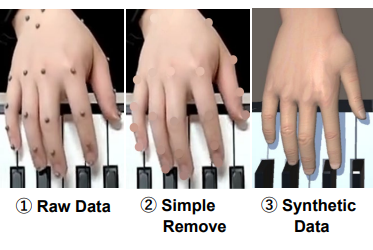 ① Raw Data
② Simple
Remove
③ Synthetic
Data